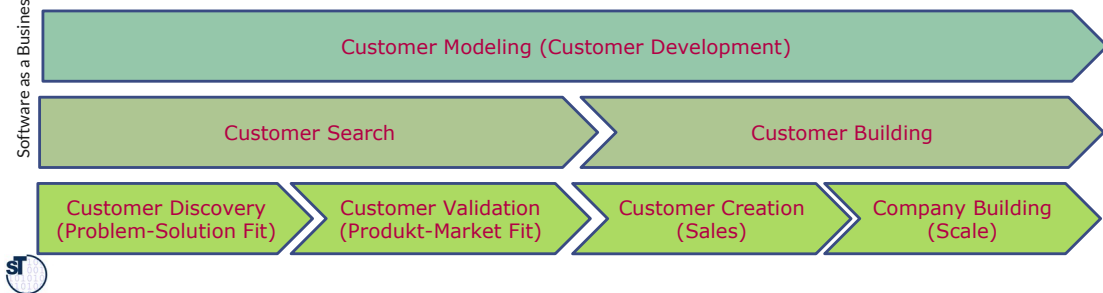 Software as a Business
Customer Modeling (Customer Development)
Customer Search
Customer Building
Customer Discovery
(Problem-Solution Fit)
Customer Validation
(Produkt-Market Fit)
Customer Creation
(Sales)
Company Building
(Scale)
ST